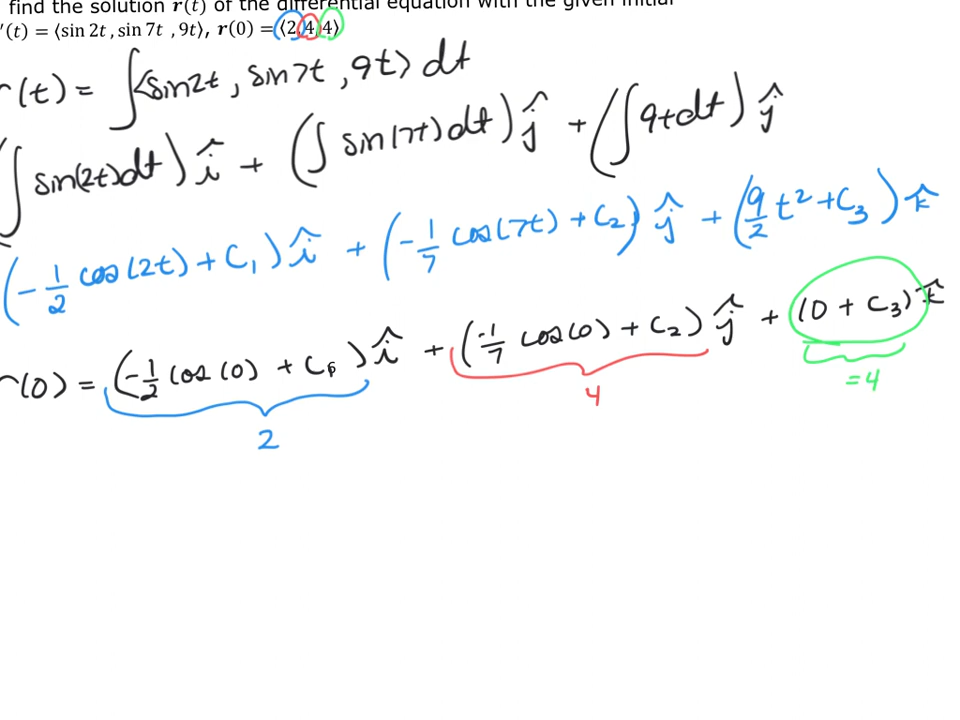 find the solution r(t) of the differential equation with the given initial
'(t) = ⟨sin 2t , sin 7t , 9t⟩, r(0) = ⟨2,4,4⟩
r(t) = ∫⟨sin2t , sin7t , 9t⟩ dt
∫ sin(2t)dt) î + (∫ sin(7t)dt) ĵ + (∫9tdt) ĵ
(-1/2 cos(2t) + C₁) î + (-1/7 cos(7t) + C₂) ĵ + (9/2 t² + C₃) k̂
r(0) = (-1/2 cos(0) + C₁) î + (-1/7 cos(0) + C₂) ĵ + (0 + C₃) k̂
2 4 =4